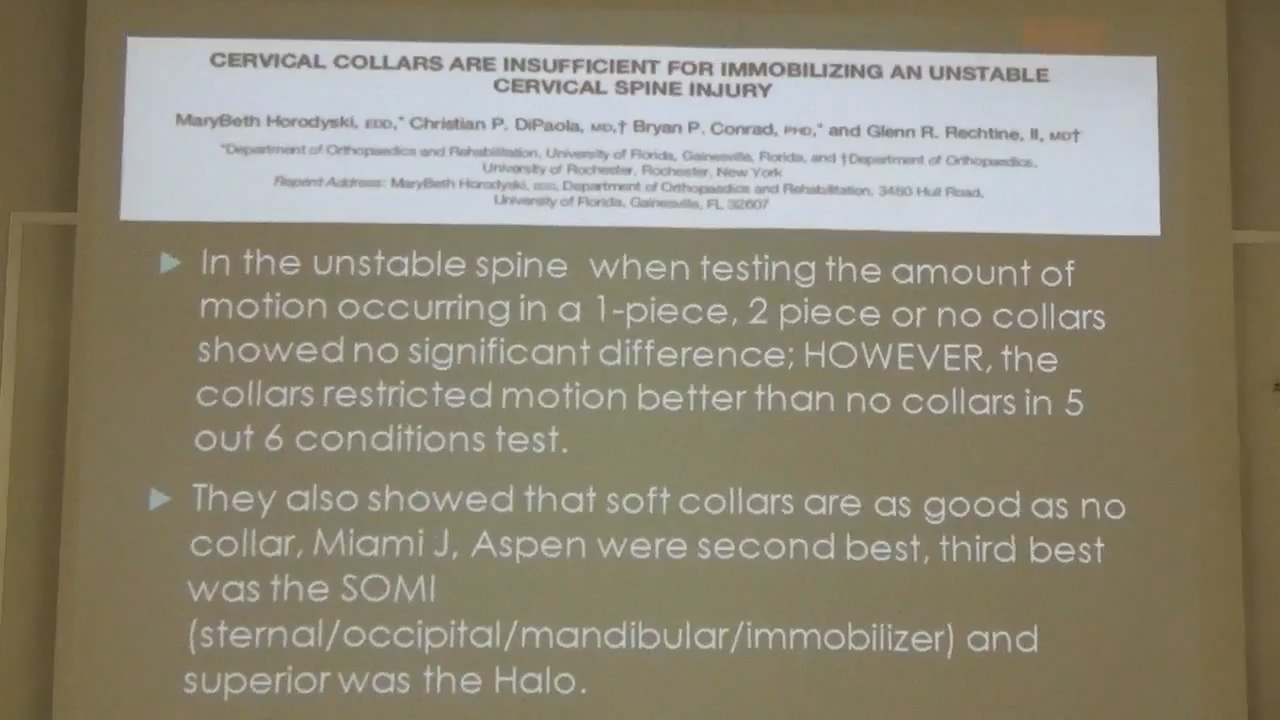 CERVICAL COLLARS ARE INSUFFICIENT FOR IMMOBILIZING AN UNSTABLE
CERVICAL SPINE INJURY
MaryBeth Horodyski, EDD,* Christian P. DiPaola, MD,† Bryan P. Conrad, PHD,* and Glenn R. Rechtine, II, MD†
*Department of Orthopaedics and Rehabilitation, University of Florida, Gainesville, Florida, and †Department of Orthopaedics,
University of Rochester, Rochester, New York
Reprint Address: MaryBeth Horodyski, EDD, Department of Orthopaedics and Rehabilitation, 3450 Hull Road,
University of Florida, Gainesville, FL 32607
In the unstable spine when testing the amount of
motion occurring in a 1-piece, 2 piece or no collars
showed no significant difference; HOWEVER, the
collars restricted motion better than no collars in 5
out 6 conditions test.
They also showed that soft collars are as good as no
collar, Miami J, Aspen were second best, third best
was the SOMI
(sternal/occipital/mandibular/immobilizer) and
superior was the Halo.